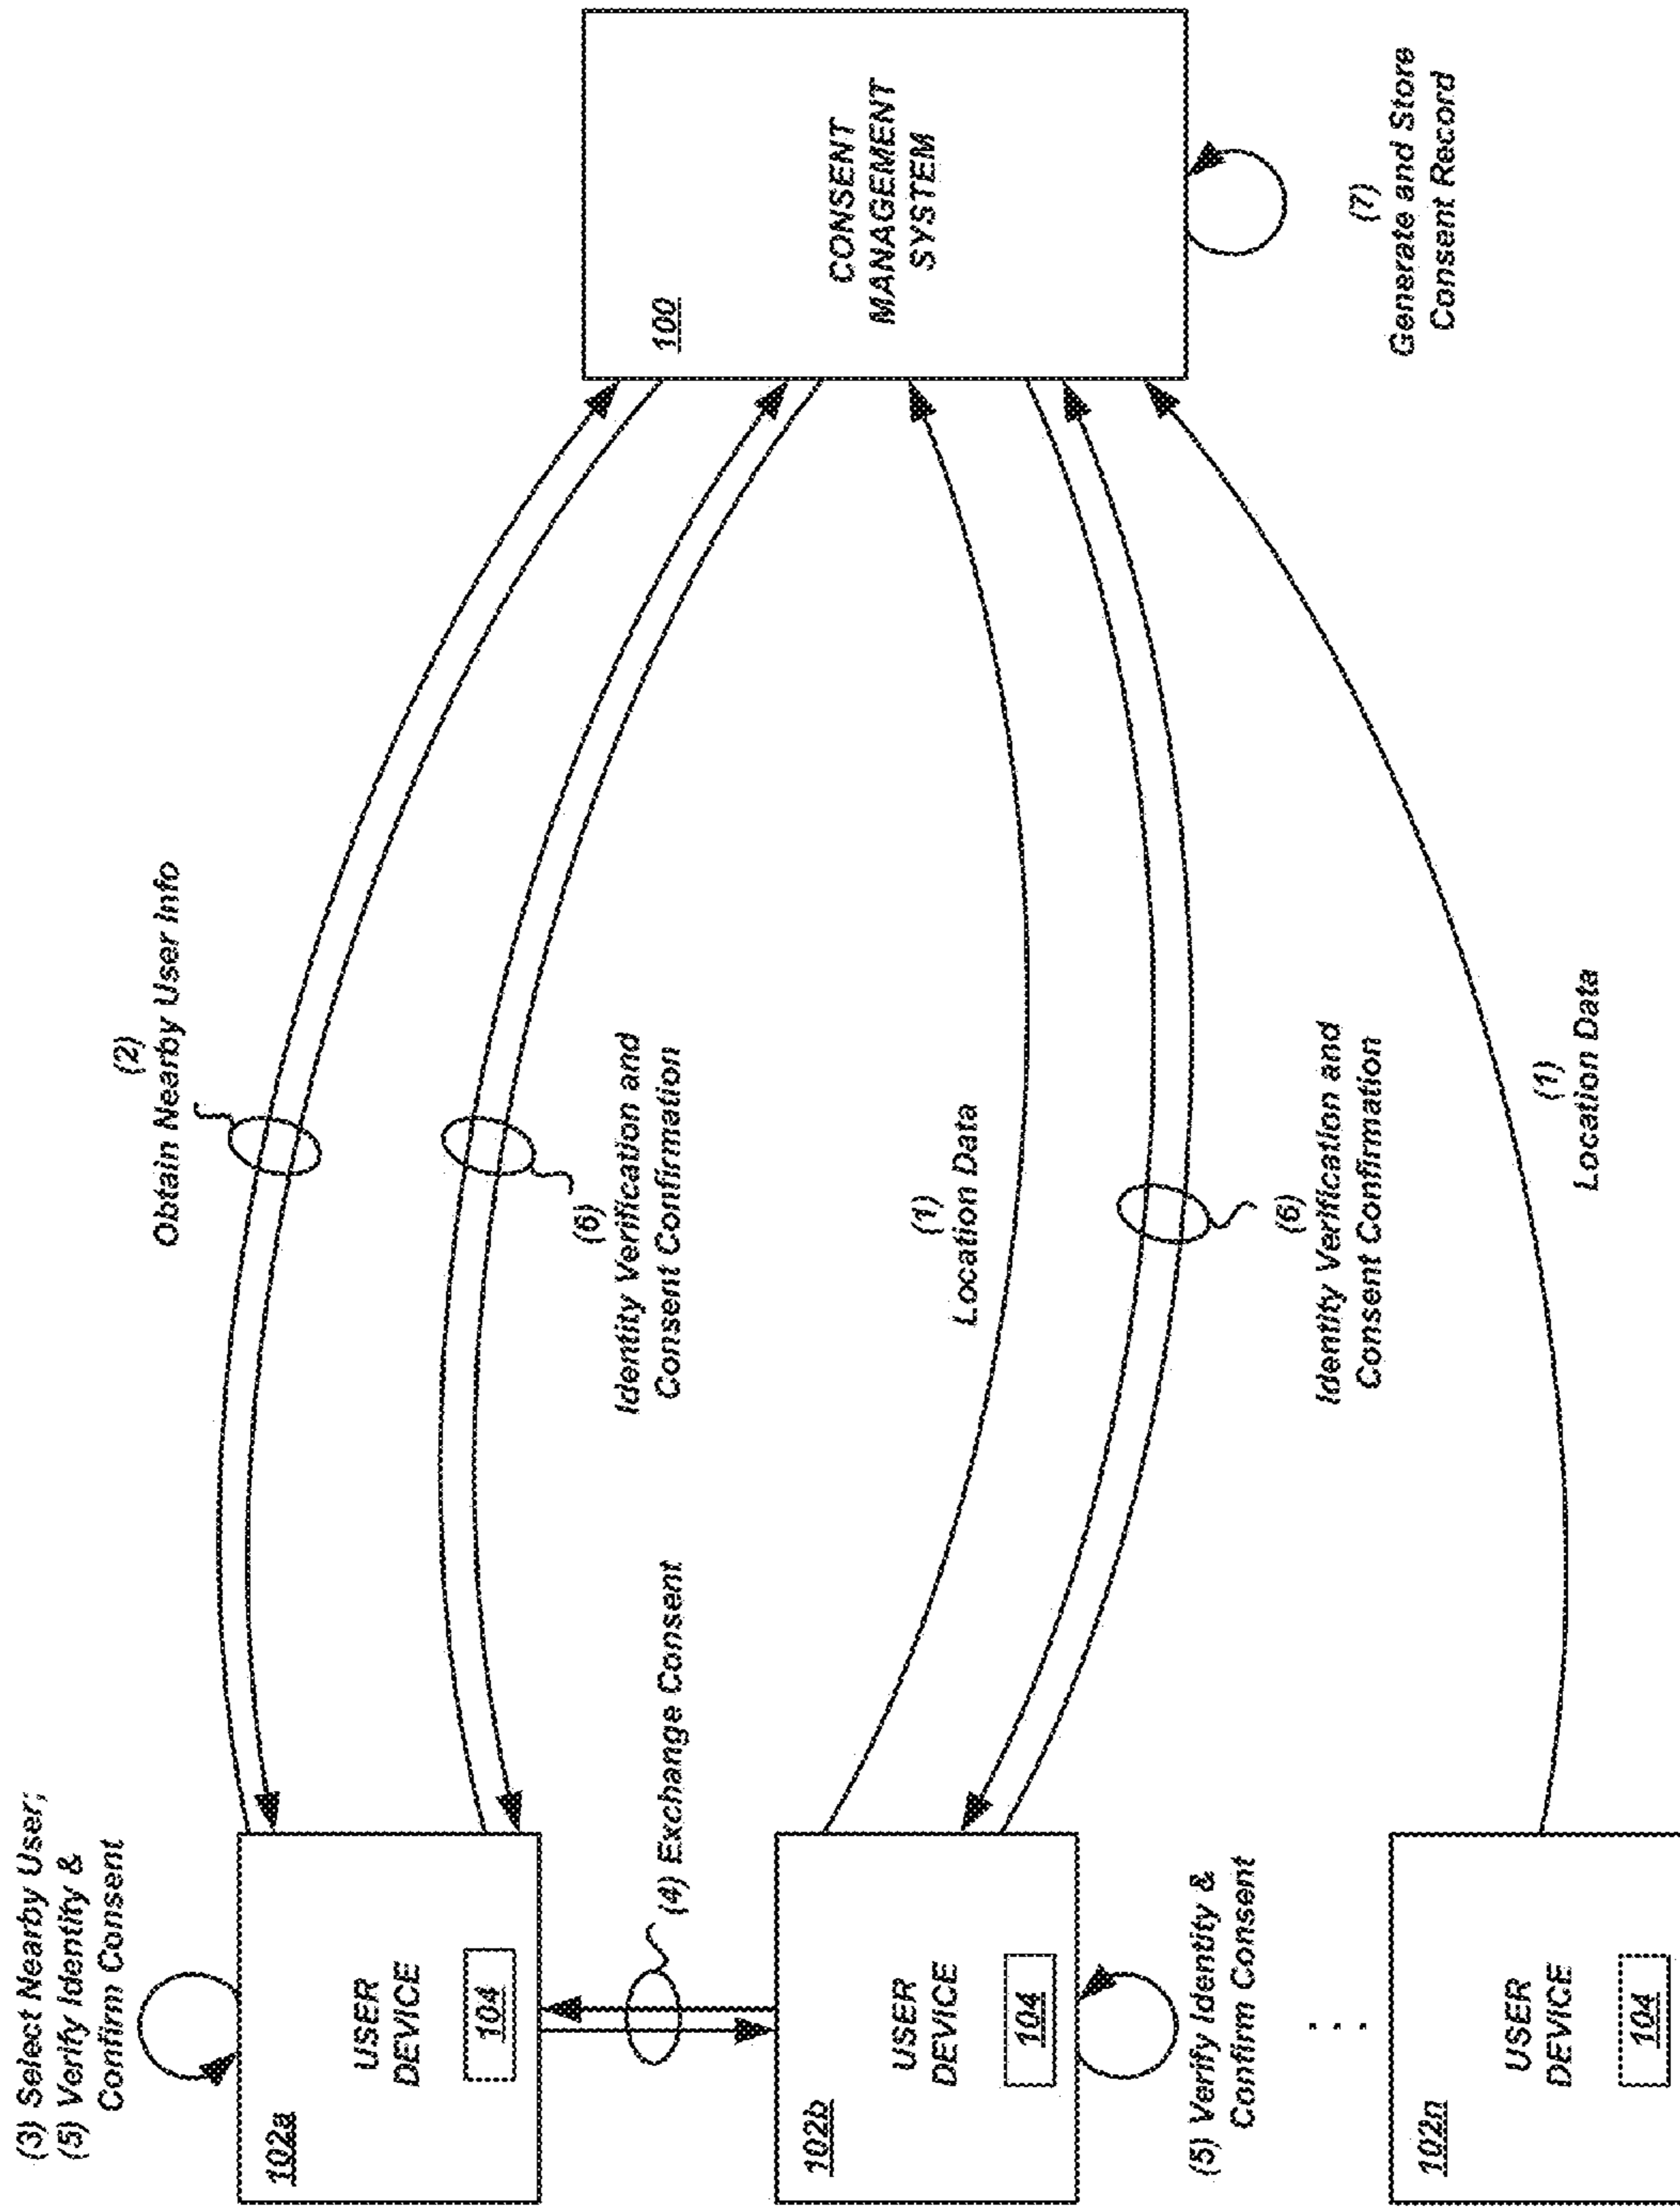 (3) Select Nearby User;
(5) Verify Identity &
Confirm Consent
102a
USER
DEVICE
104
(2)
Obtain Nearby User Info
(6)
Identity Verification and
Consent Confirmation
(4) Exchange Consent
100
CONSENT
MANAGEMENT
SYSTEM
(7)
Generate and Store
Consent Record
102b
USER
DEVICE
104
(1)
Location Data
(6)
Identity Verification and
Consent Confirmation
(5) Verify Identity &
Confirm Consent
. . .
102n
USER
DEVICE
104
(1)
Location Data